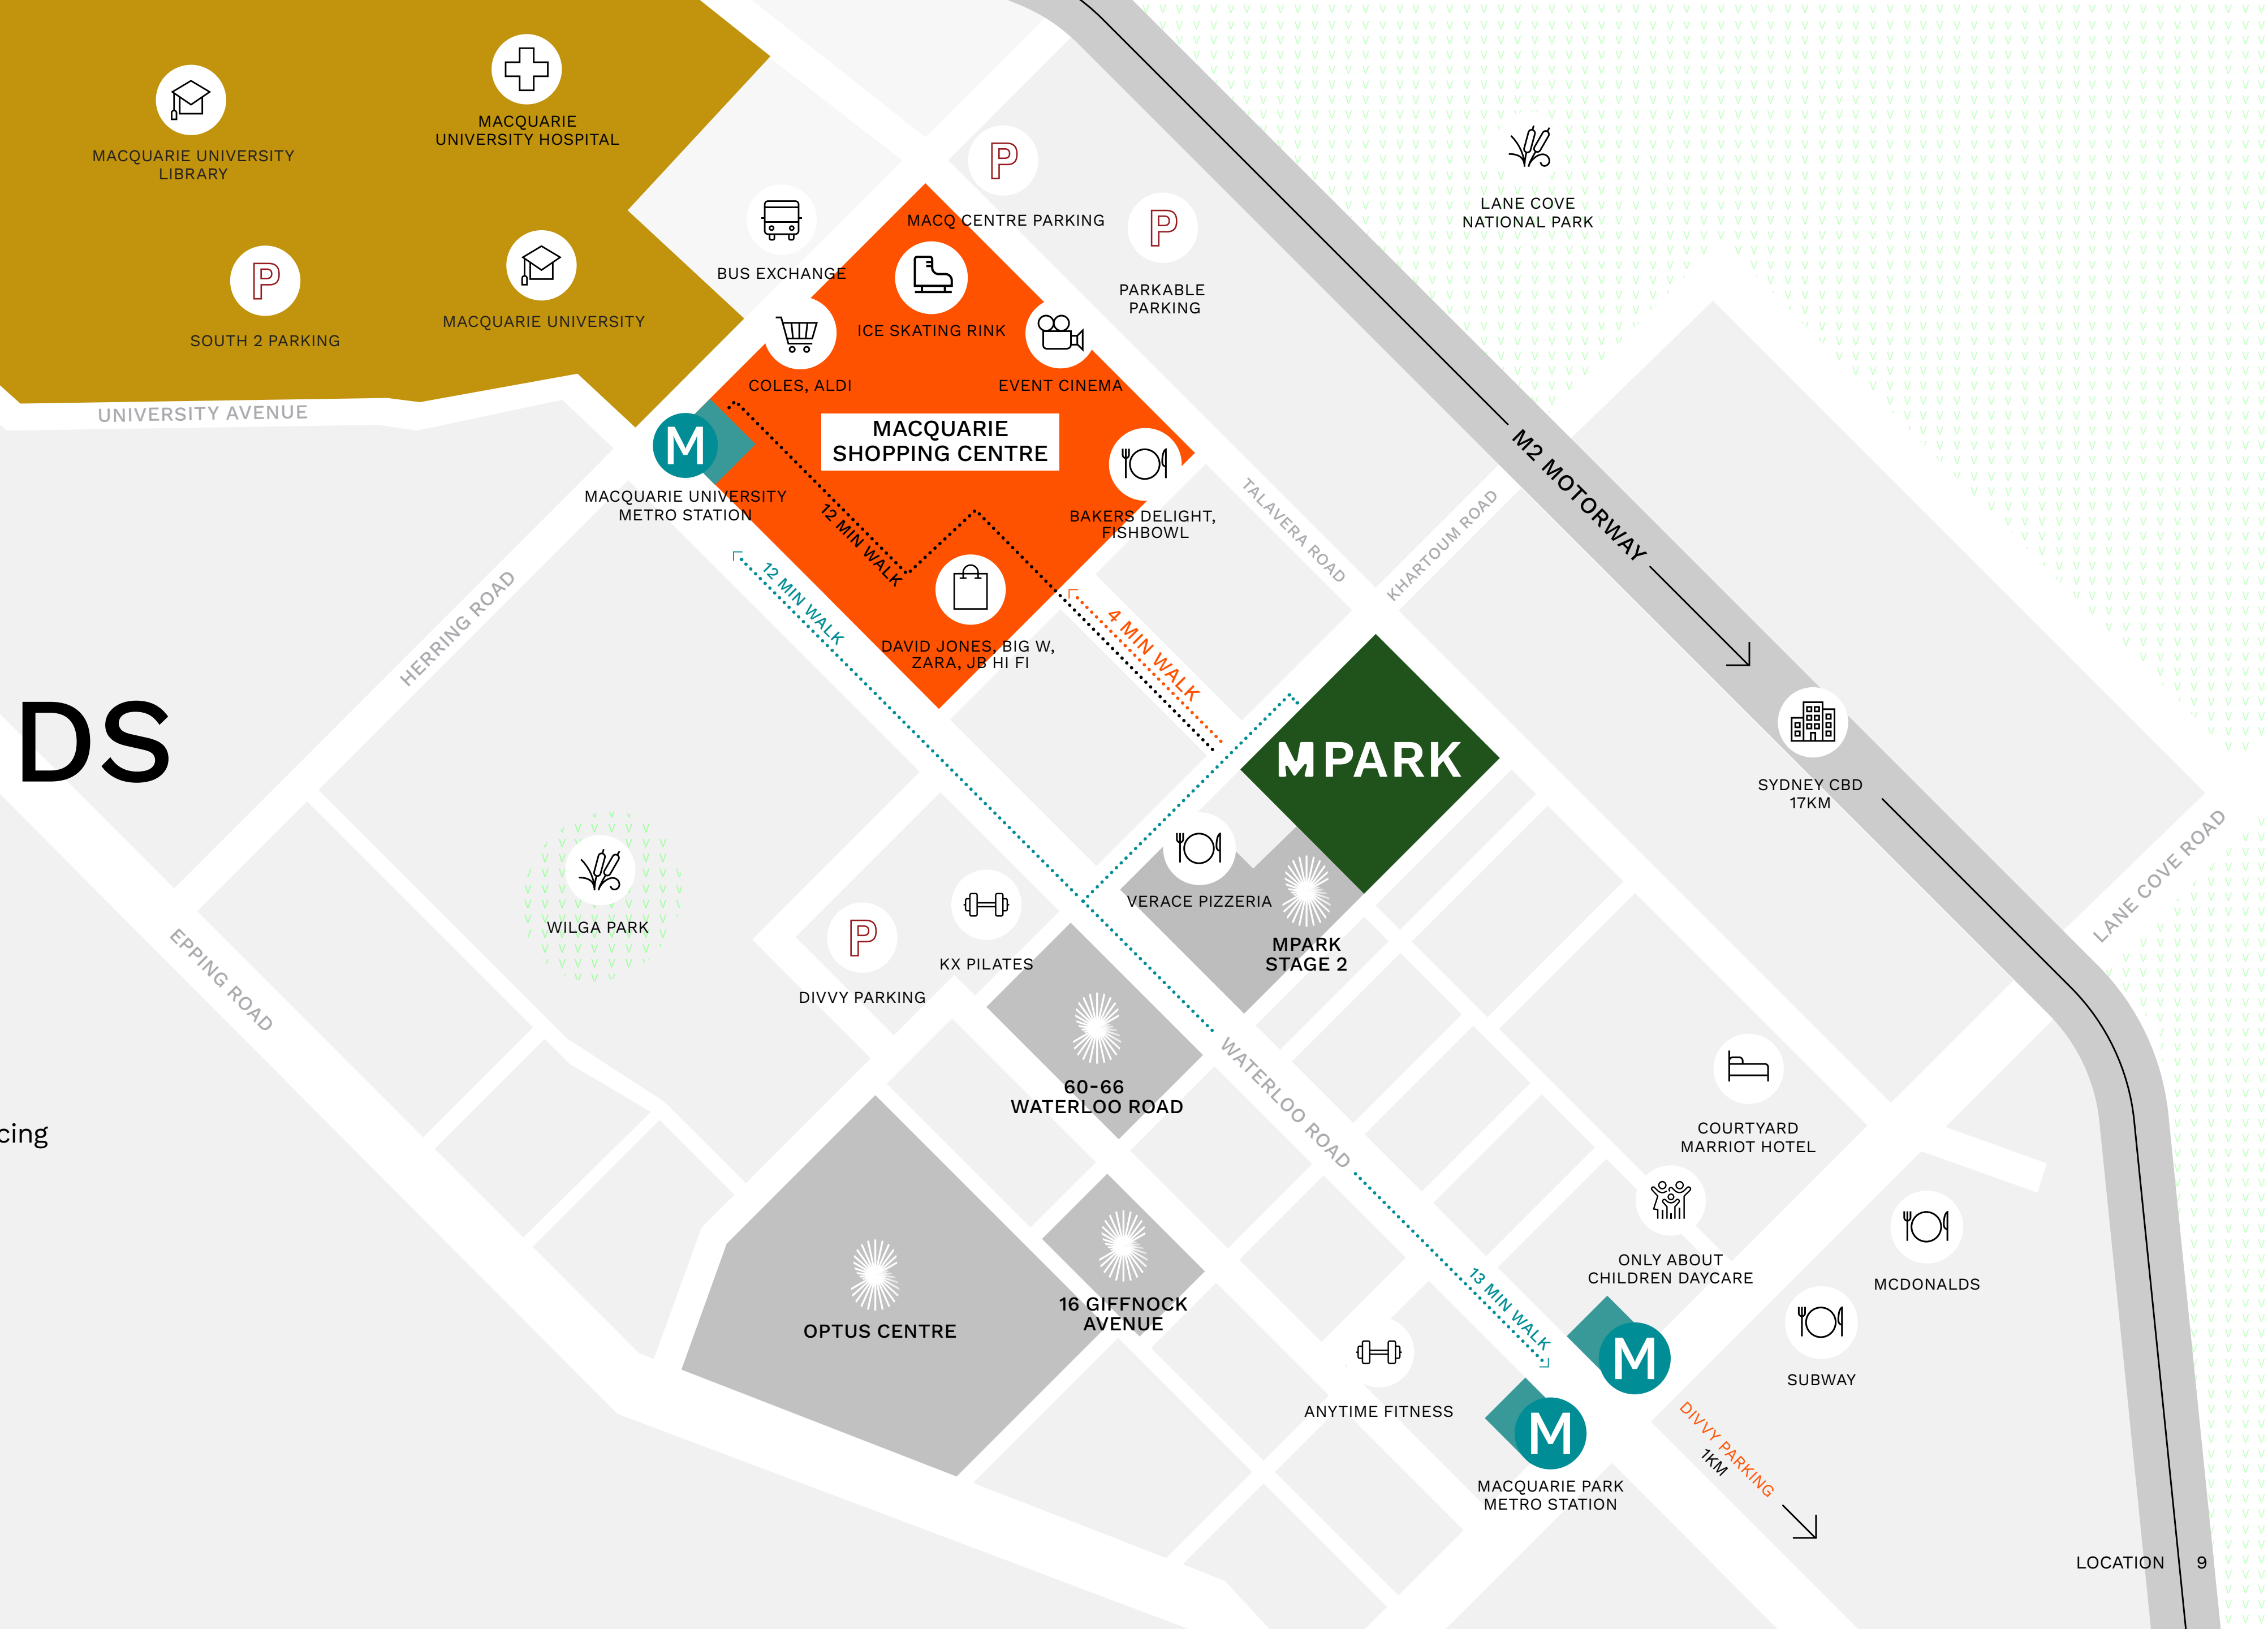 MACQUARIE UNIVERSITY
LIBRARY
MACQUARIE
UNIVERSITY HOSPITAL
P
SOUTH 2 PARKING
MACQUARIE UNIVERSITY
UNIVERSITY AVENUE
BUS EXCHANGE
P
MACQ CENTRE PARKING
P
PARKABLE
PARKING
LANE COVE
NATIONAL PARK
ICE SKATING RINK
COLES, ALDI
EVENT CINEMA
MACQUARIE
SHOPPING CENTRE
M
MACQUARIE UNIVERSITY
METRO STATION
12 MIN WALK
BAKERS DELIGHT,
FISHBOWL
DAVID JONES, BIG W,
ZARA, JB HI FI
12 MIN WALK
4 MIN WALK
TALAVERA ROAD
KHARTOUM ROAD
M2 MOTORWAY
HERRING ROAD
DS
MPARK
SYDNEY CBD
17KM
LANE COVE ROAD
WILGA PARK
EPPING ROAD
P
DIVVY PARKING
KX PILATES
VERACE PIZZERIA
MPARK
STAGE 2
60-66
WATERLOO ROAD
WATERLOO ROAD
cing
COURTYARD
MARRIOT HOTEL
ONLY ABOUT
CHILDREN DAYCARE
MCDONALDS
SUBWAY
OPTUS CENTRE
16 GIFFNOCK
AVENUE
13 MIN WALK
ANYTIME FITNESS
M
M
MACQUARIE PARK
METRO STATION
DIVVY PARKING
1KM
LOCATION 9